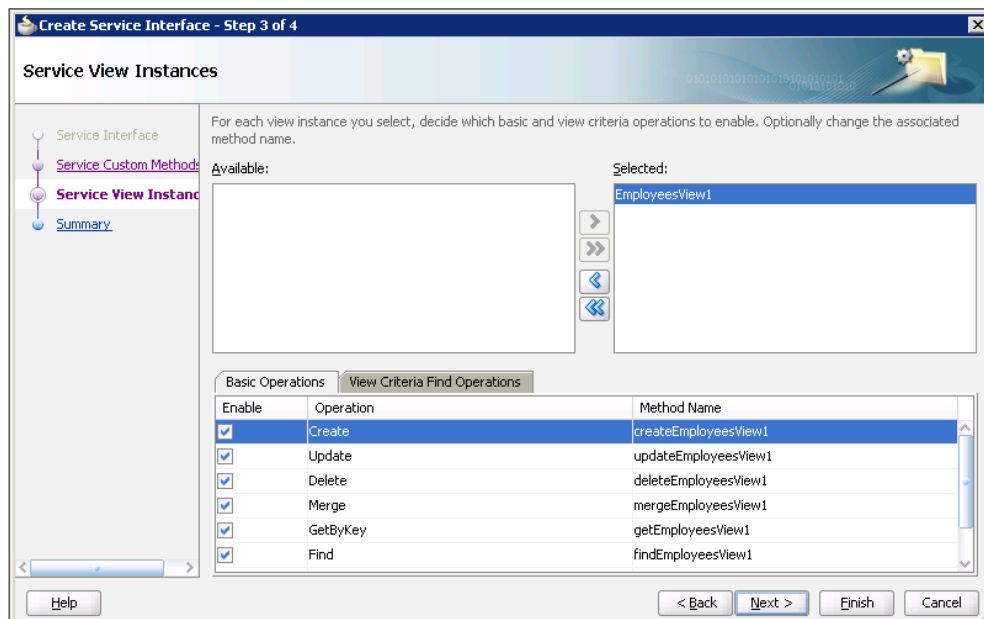 Create Service Interface - Step 3 of 4
Service View Instances
Service Interface
Service Custom Methods
Service View Instanc
Summary
For each view instance you select, decide which basic and view criteria operations to enable. Optionally change the associated
method name.
Available:
Selected:
EmployeesView1
Basic Operations
View Criteria Find Operations
Enable Operation Method Name
Create createEmployeesView1
Update updateEmployeesView1
Delete deleteEmployeesView1
Merge mergeEmployeesView1
GetByKey getEmployeesView1
Find findEmployeesView1
Help
< Back
Next >
Finish
Cancel